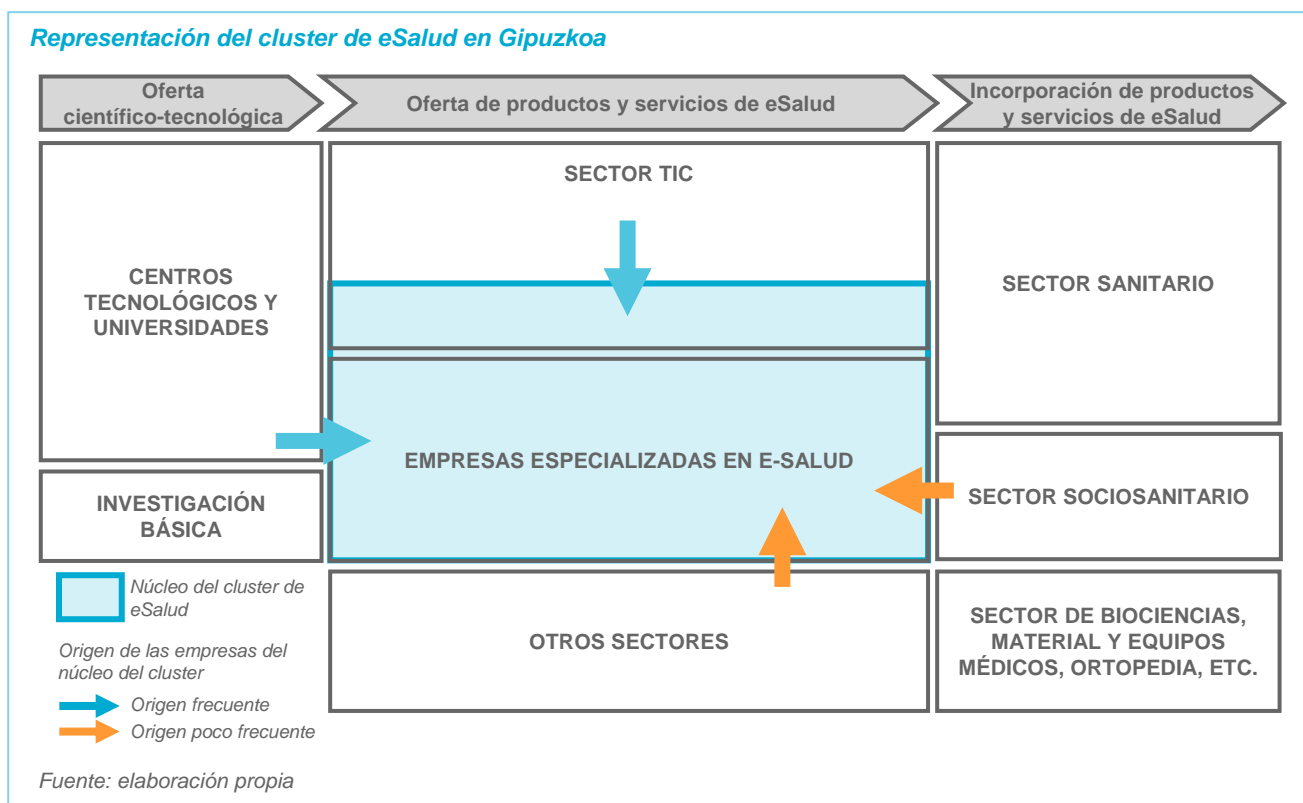 Representación del cluster de eSalud en Gipuzkoa
Oferta
científico-tecnológica
Oferta de productos y servicios de eSalud
Incorporación de productos
y servicios de eSalud
CENTROS
TECNOLÓGICOS Y
UNIVERSIDADES
INVESTIGACIÓN
BÁSICA
SECTOR TIC
EMPRESAS ESPECIALIZADAS EN E-SALUD
OTROS SECTORES
SECTOR SANITARIO
SECTOR SOCIOSANITARIO
SECTOR DE BIOCIENCIAS,
MATERIAL Y EQUIPOS
MÉDICOS, ORTOPEDIA, ETC.
Núcleo del cluster de
eSalud
Origen de las empresas del
núcleo del cluster
Origen frecuente
Origen poco frecuente
Fuente: elaboración propia